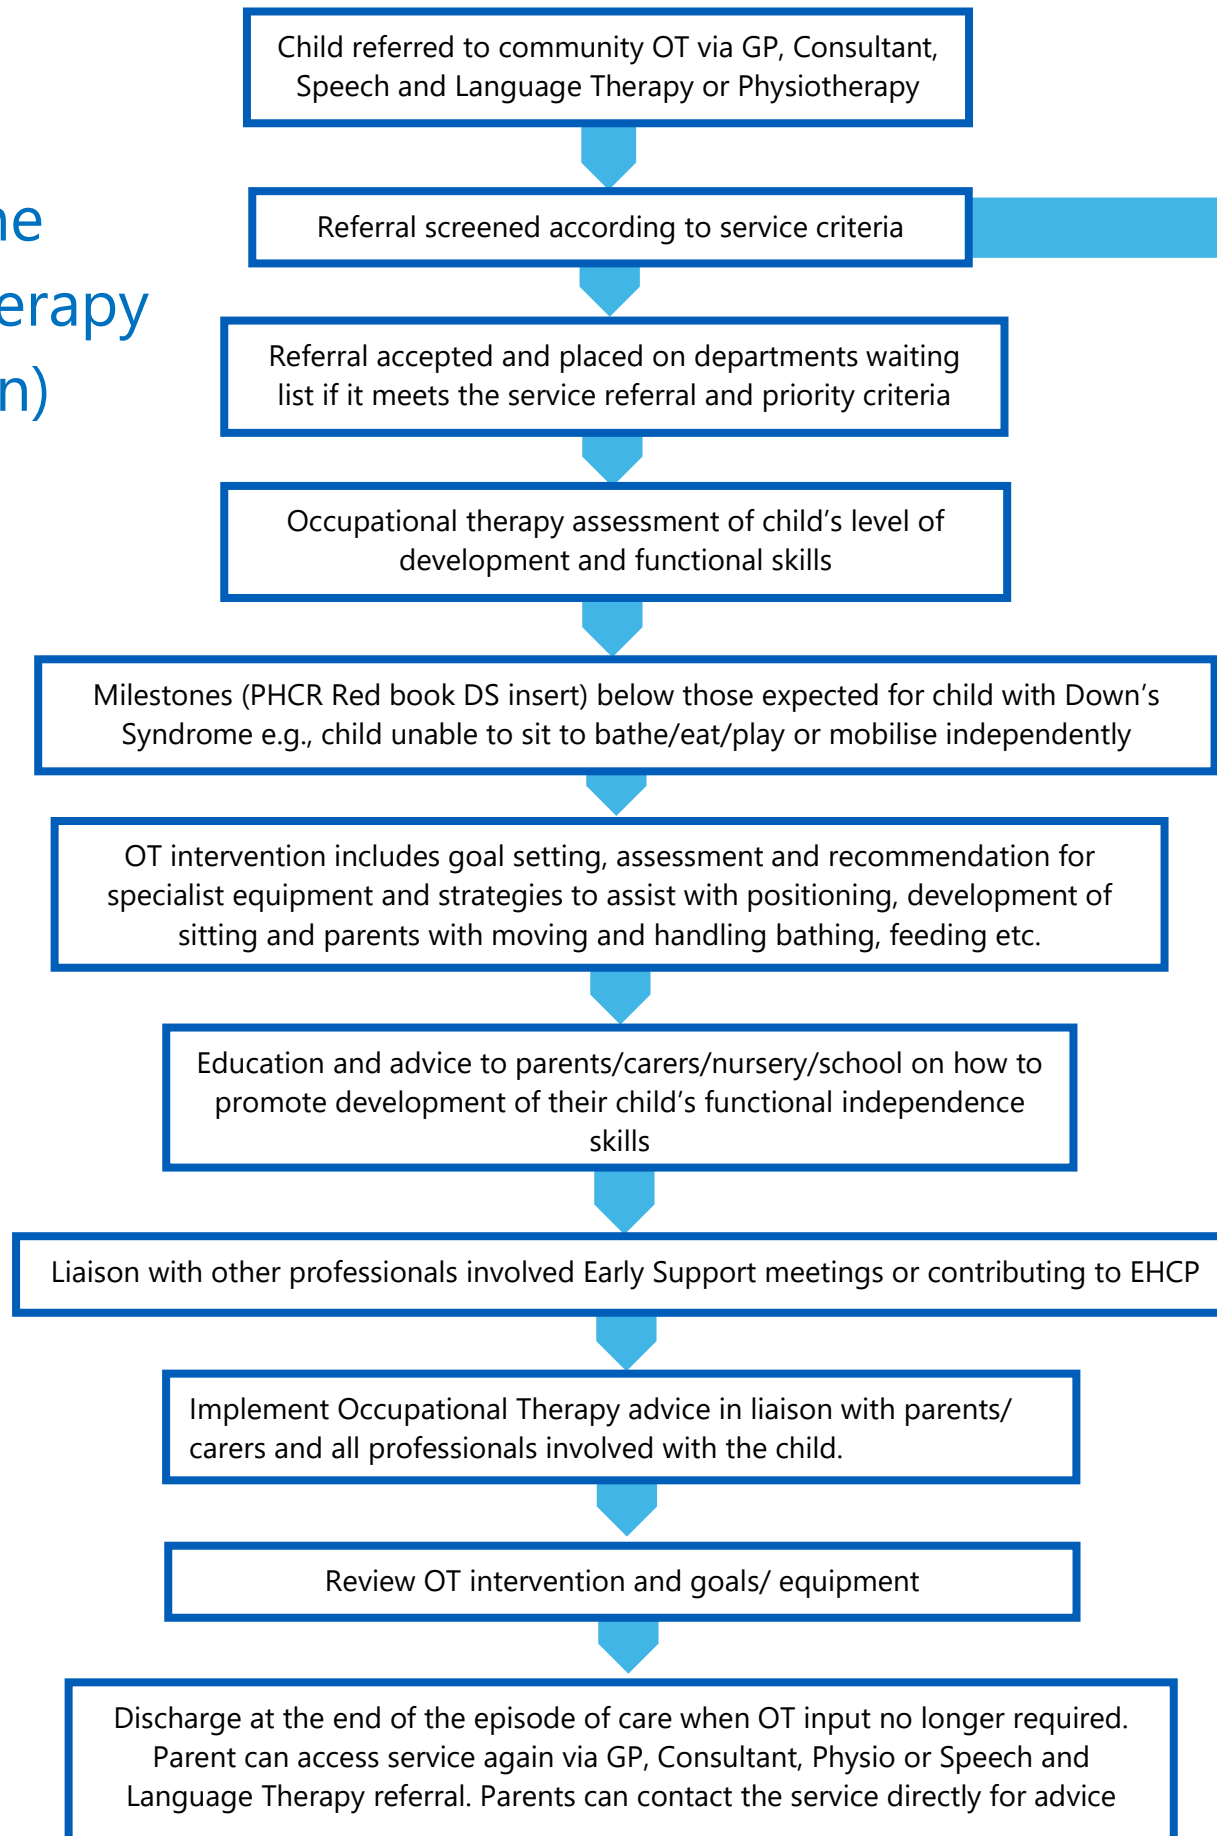 Child referred to community OT via GP, Consultant,
Speech and Language Therapy or Physiotherapy
Referral screened according to service criteria
Referral accepted and placed on departments waiting
list if it meets the service referral and priority criteria
Occupational therapy assessment of child’s level of
development and functional skills
Milestones (PHCR Red book DS insert) below those expected for child with Down’s
Syndrome e.g., child unable to sit to bathe/eat/play or mobilise independently
OT intervention includes goal setting, assessment and recommendation for
specialist equipment and strategies to assist with positioning, development of
sitting and parents with moving and handling bathing, feeding etc.
Education and advice to parents/carers/nursery/school on how to
promote development of their child’s functional independence
skills
Liaison with other professionals involved Early Support meetings or contributing to EHCP
Implement Occupational Therapy advice in liaison with parents/
carers and all professionals involved with the child.
Review OT intervention and goals/ equipment
Discharge at the end of the episode of care when OT input no longer required.
Parent can access service again via GP, Consultant, Physio or Speech and
Language Therapy referral. Parents can contact the service directly for advice